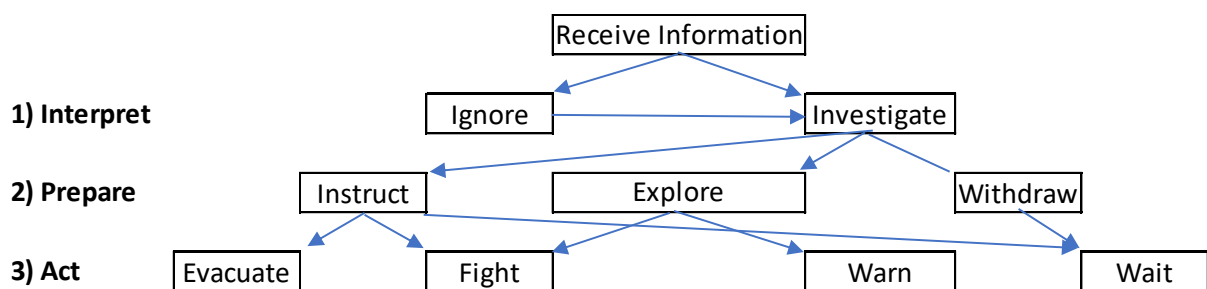 Receive Information
1) Interpret Ignore Investigate
2) Prepare Instruct Explore Withdraw
3) Act Evacuate Fight Warn Wait